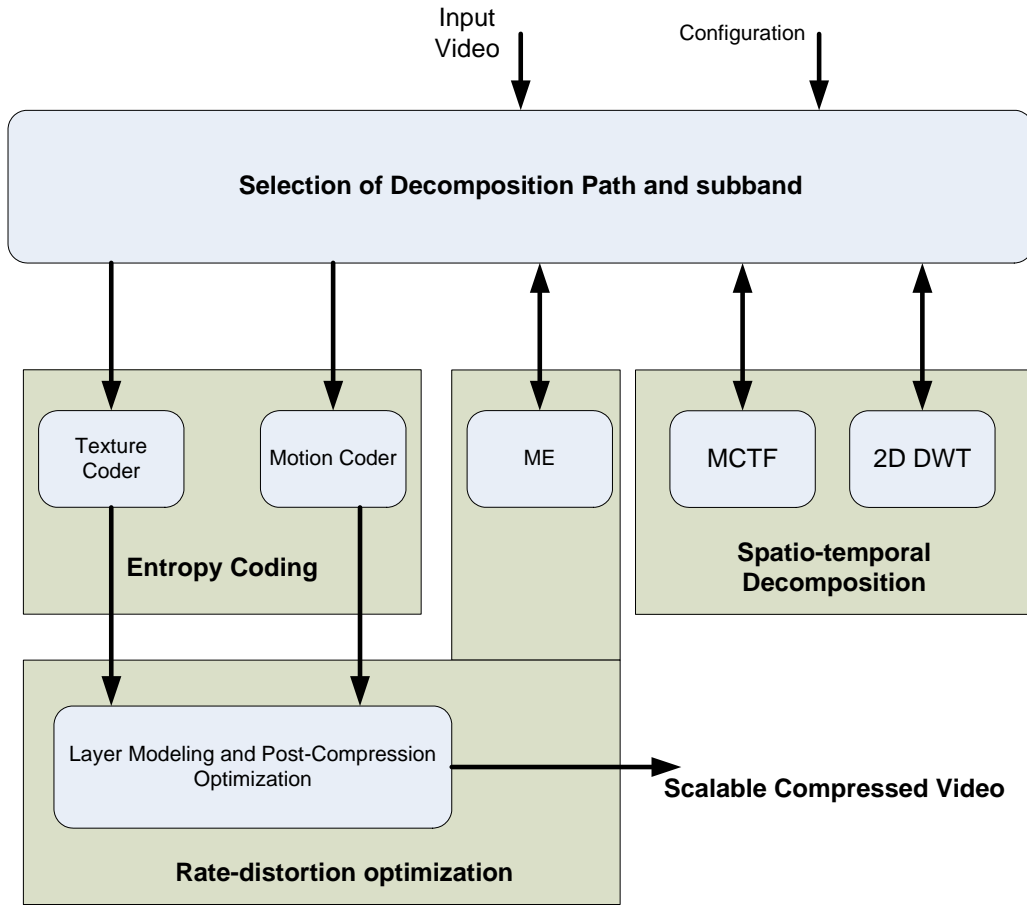 Input
Video
Configuration
Selection of Decomposition Path and subband
Texture
Coder
Motion Coder
ME
MCTF
2D DWT
Entropy Coding
Spatio-temporal
Decomposition
Layer Modeling and Post-Compression
Optimization
Scalable Compressed Video
Rate-distortion optimization